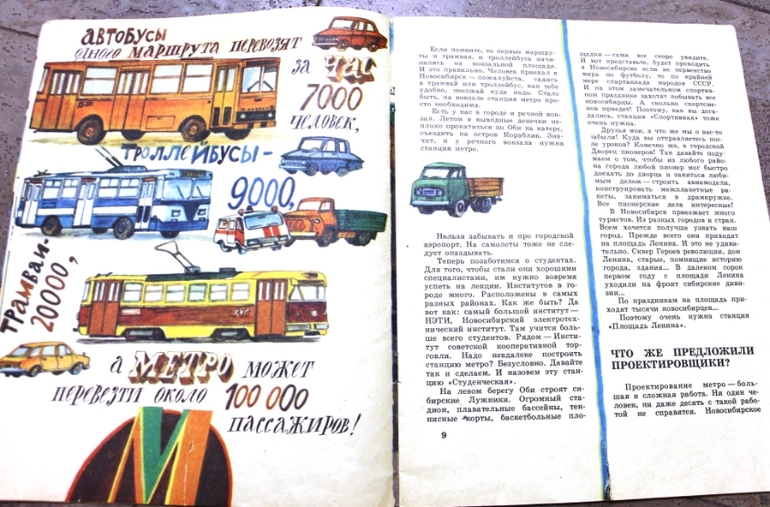 АВТОБУСЫ
ОДНОГО МАРШРУТА ПЕРЕВОЗЯТ
ЗА ЧАС
7000
ЧЕЛОВЕК,
ТРОЛЛЕЙБУСЫ-
9000,
ТРАМВАИ-
20000,
А МЕТРО МОЖЕТ
ПЕРЕВЕЗТИ ОКОЛО 100 000
ПАССАЖИРОВ!
М
Если помните, то первые маршру-
ты и трамвая, и троллейбуса начи-
нались на вокзальной площади.
И это правильно. Человек приехал в
Новосибирск — пожалуйста, садись
в трамвай или троллейбус, как тебе
удобно, поезжай куда надо. Стало
быть, на вокзале станция метро про-
сто необходима.
Есть у нас в городе и речной вок-
зал. Летом в выходные денечки не-
плохо прокатиться по Оби на катере,
съездить на остров Кораблик. Зна-
чит, и у речного вокзала нужна
станция метро.
Нельзя забывать и про городской
аэропорт. На самолеты тоже не сле-
дует опаздывать.
Теперь позаботимся о студентах.
Для того, чтобы стали они хорошими
специалистами, им нужно вовремя
успеть на лекции. Институтов в го-
роде много. Расположены в самых
разных районах. Как же быть? Да
вот как: самый большой институт —
НЭТИ, Новосибирский электротех-
нический институт. Там учится боль-
ше всего студентов. Рядом — Инсти-
тут советской кооперативной тор-
говли. Надо невдалеке построить
станцию метро? Безусловно. Давайте
так и сделаем. И назовем эту стан-
цию «Студенческая».
На левом берегу Оби строят си-
бирские Лужники. Огромный ста-
дион, плавательные бассейны, тен-
нисные корты, баскетбольные пло-
9
щадки — сами все скоро увидите.
И вот представьте, будет проходить
в Новосибирске если не первенство
мира по футболу, то по крайней
мере спартакиада народов СССР.
И на этом замечательном спортив-
ном празднике захотят побывать все
новосибирцы. А сколько спортсме-
нов приедет! Поэтому, как вы дога-
дались, станция «Спортивная» тоже
очень нужна.
Друзья мои, а что же мы о вас-то
забыли! Куда вы отправляетесь пос-
ле уроков? Конечно же, в городской
Дворец пионеров! Так давайте поду-
маем о том, чтобы из любого райо-
на города любой пионер мог быстро
доехать до дворца и заняться люби-
мым делом — строить авиамодели,
конструировать межпланетные ра-
кеты, заниматься в драмкружке.
Все пионерские дела интересны!
В Новосибирск приезжает много
туристов. Из разных городов и стран.
Всем хочется получше узнать наш
город. Прежде всего они приходят
на площадь Ленина. И это не удиви-
тельно. Сквер Героев революции, дом
Ленина, старые, помнящие историю
города, здания... В далеком сорок
первом году с площади Ленина
уходили на фронт сибирские диви-
зии...
По праздникам на площадь при-
ходят тысячи новосибирцев...
Поэтому очень нужна станция
«Площадь Ленина».
ЧТО ЖЕ ПРЕДЛОЖИЛИ
ПРОЕКТИРОВЩИКИ?
Проектирование метро — боль-
шая и сложная работа. Ни один че-
ловек, ни даже десять с такой рабо-
той не справятся. Новосибирское